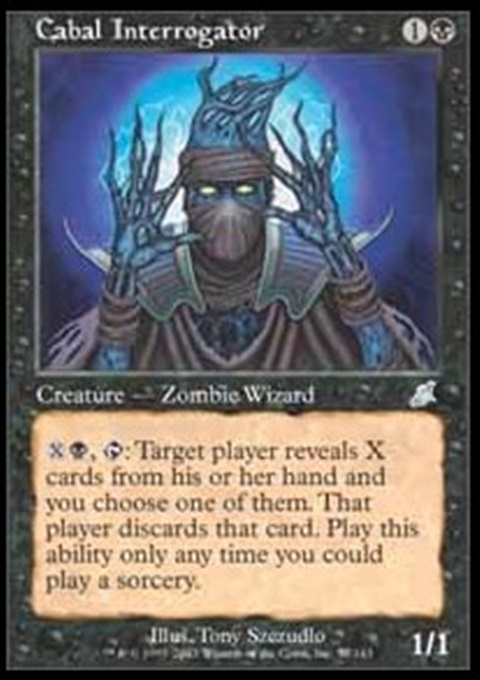 Cabal Interrogator
1
Creature — Zombie Wizard
X , : Target player reveals X
cards from his or her hand and
you choose one of them. That
player discards that card. Play this
ability only any time you could
play a sorcery.
Illus. Tony Szczudlo
1/1